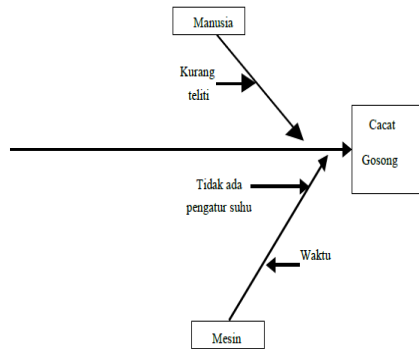 Manusia
Kurang
teliti
Cacat
Gosong
Tidak ada
pengatur suhu
Waktu
Mesin